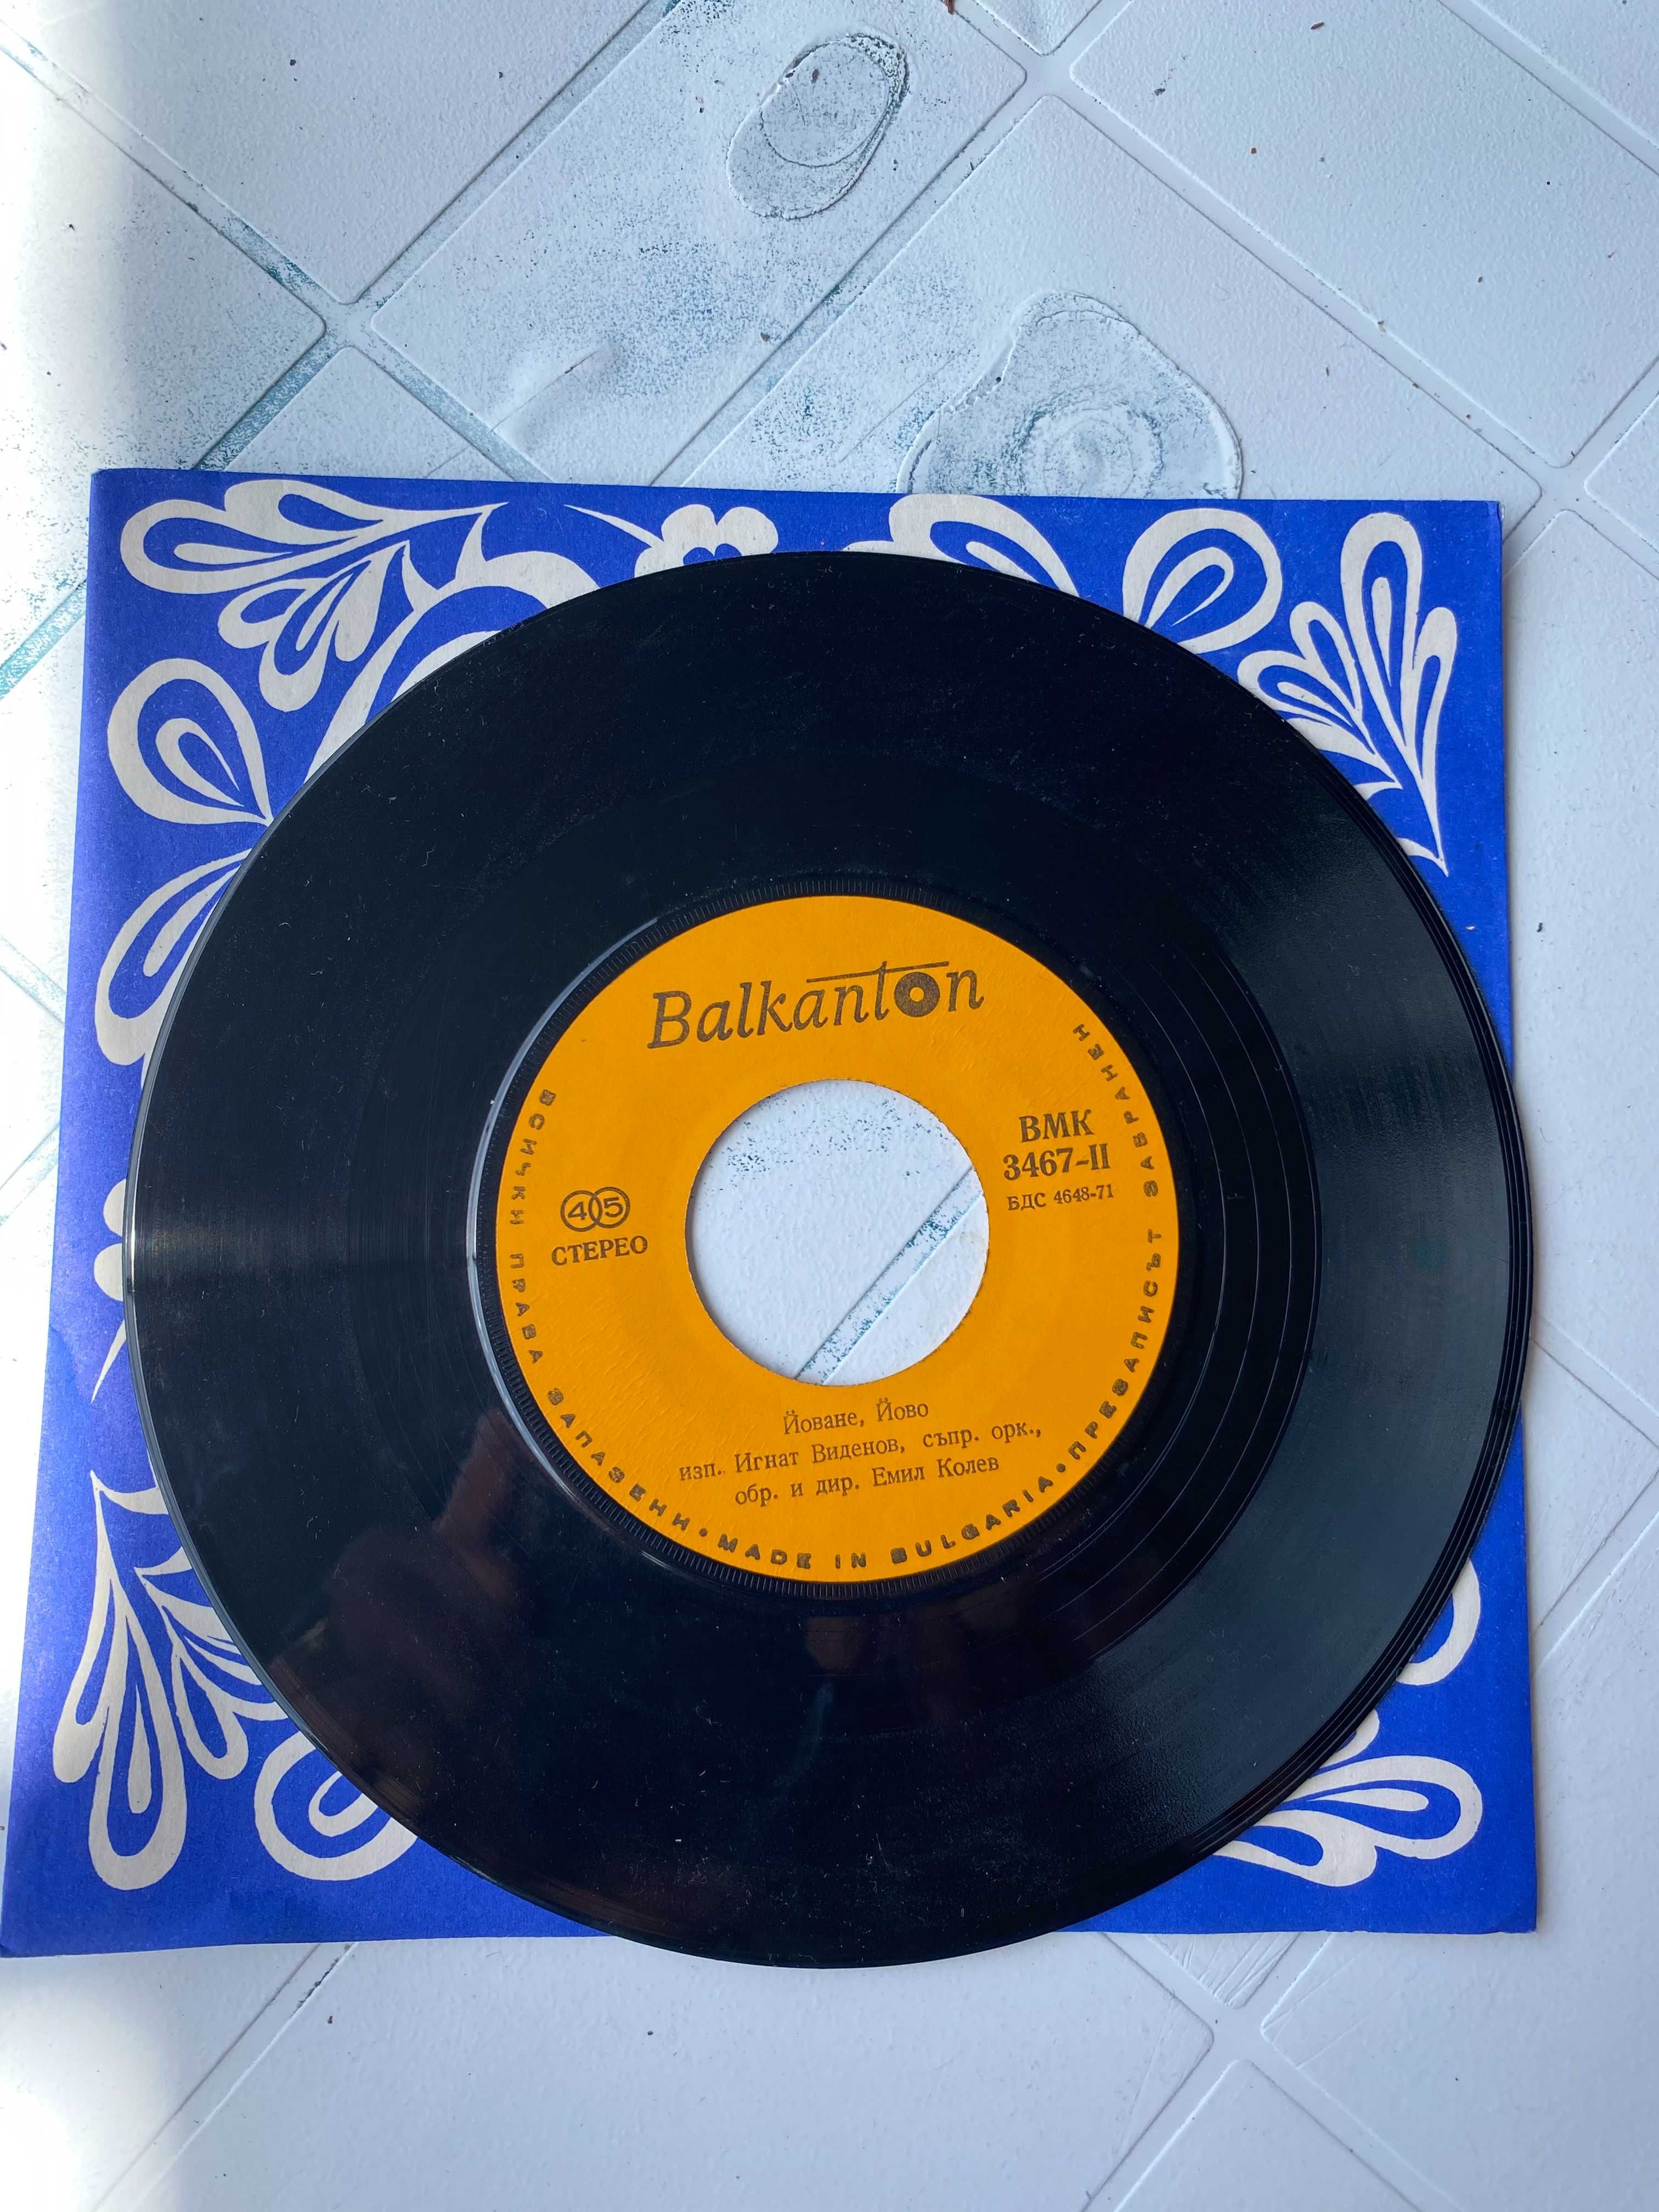 Balkanton
ВМК
3467-II
БДС 4648-71
45
СТЕРЕО
Йоване, Йово
изп. Игнат Виденов, съпр. орк.,
обр. и дир. Емил Колев
ВСИЧКИ ПРАВА ЗАПАЗЕНИ • MADE IN BULGARIA • ПРЕЗАПИСЪТ ЗАБРАНЕН